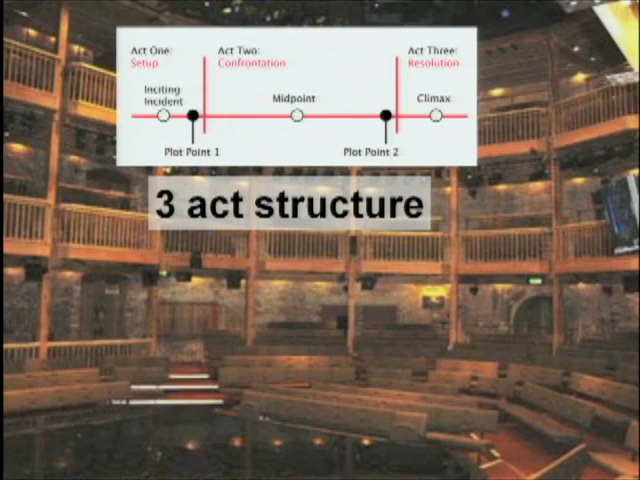 Act One:
Setup
Act Two:
Confrontation
Act Three:
Resolution
Inciting
Incident
Midpoint
Climax
Plot Point 1
Plot Point 2
3 act structure